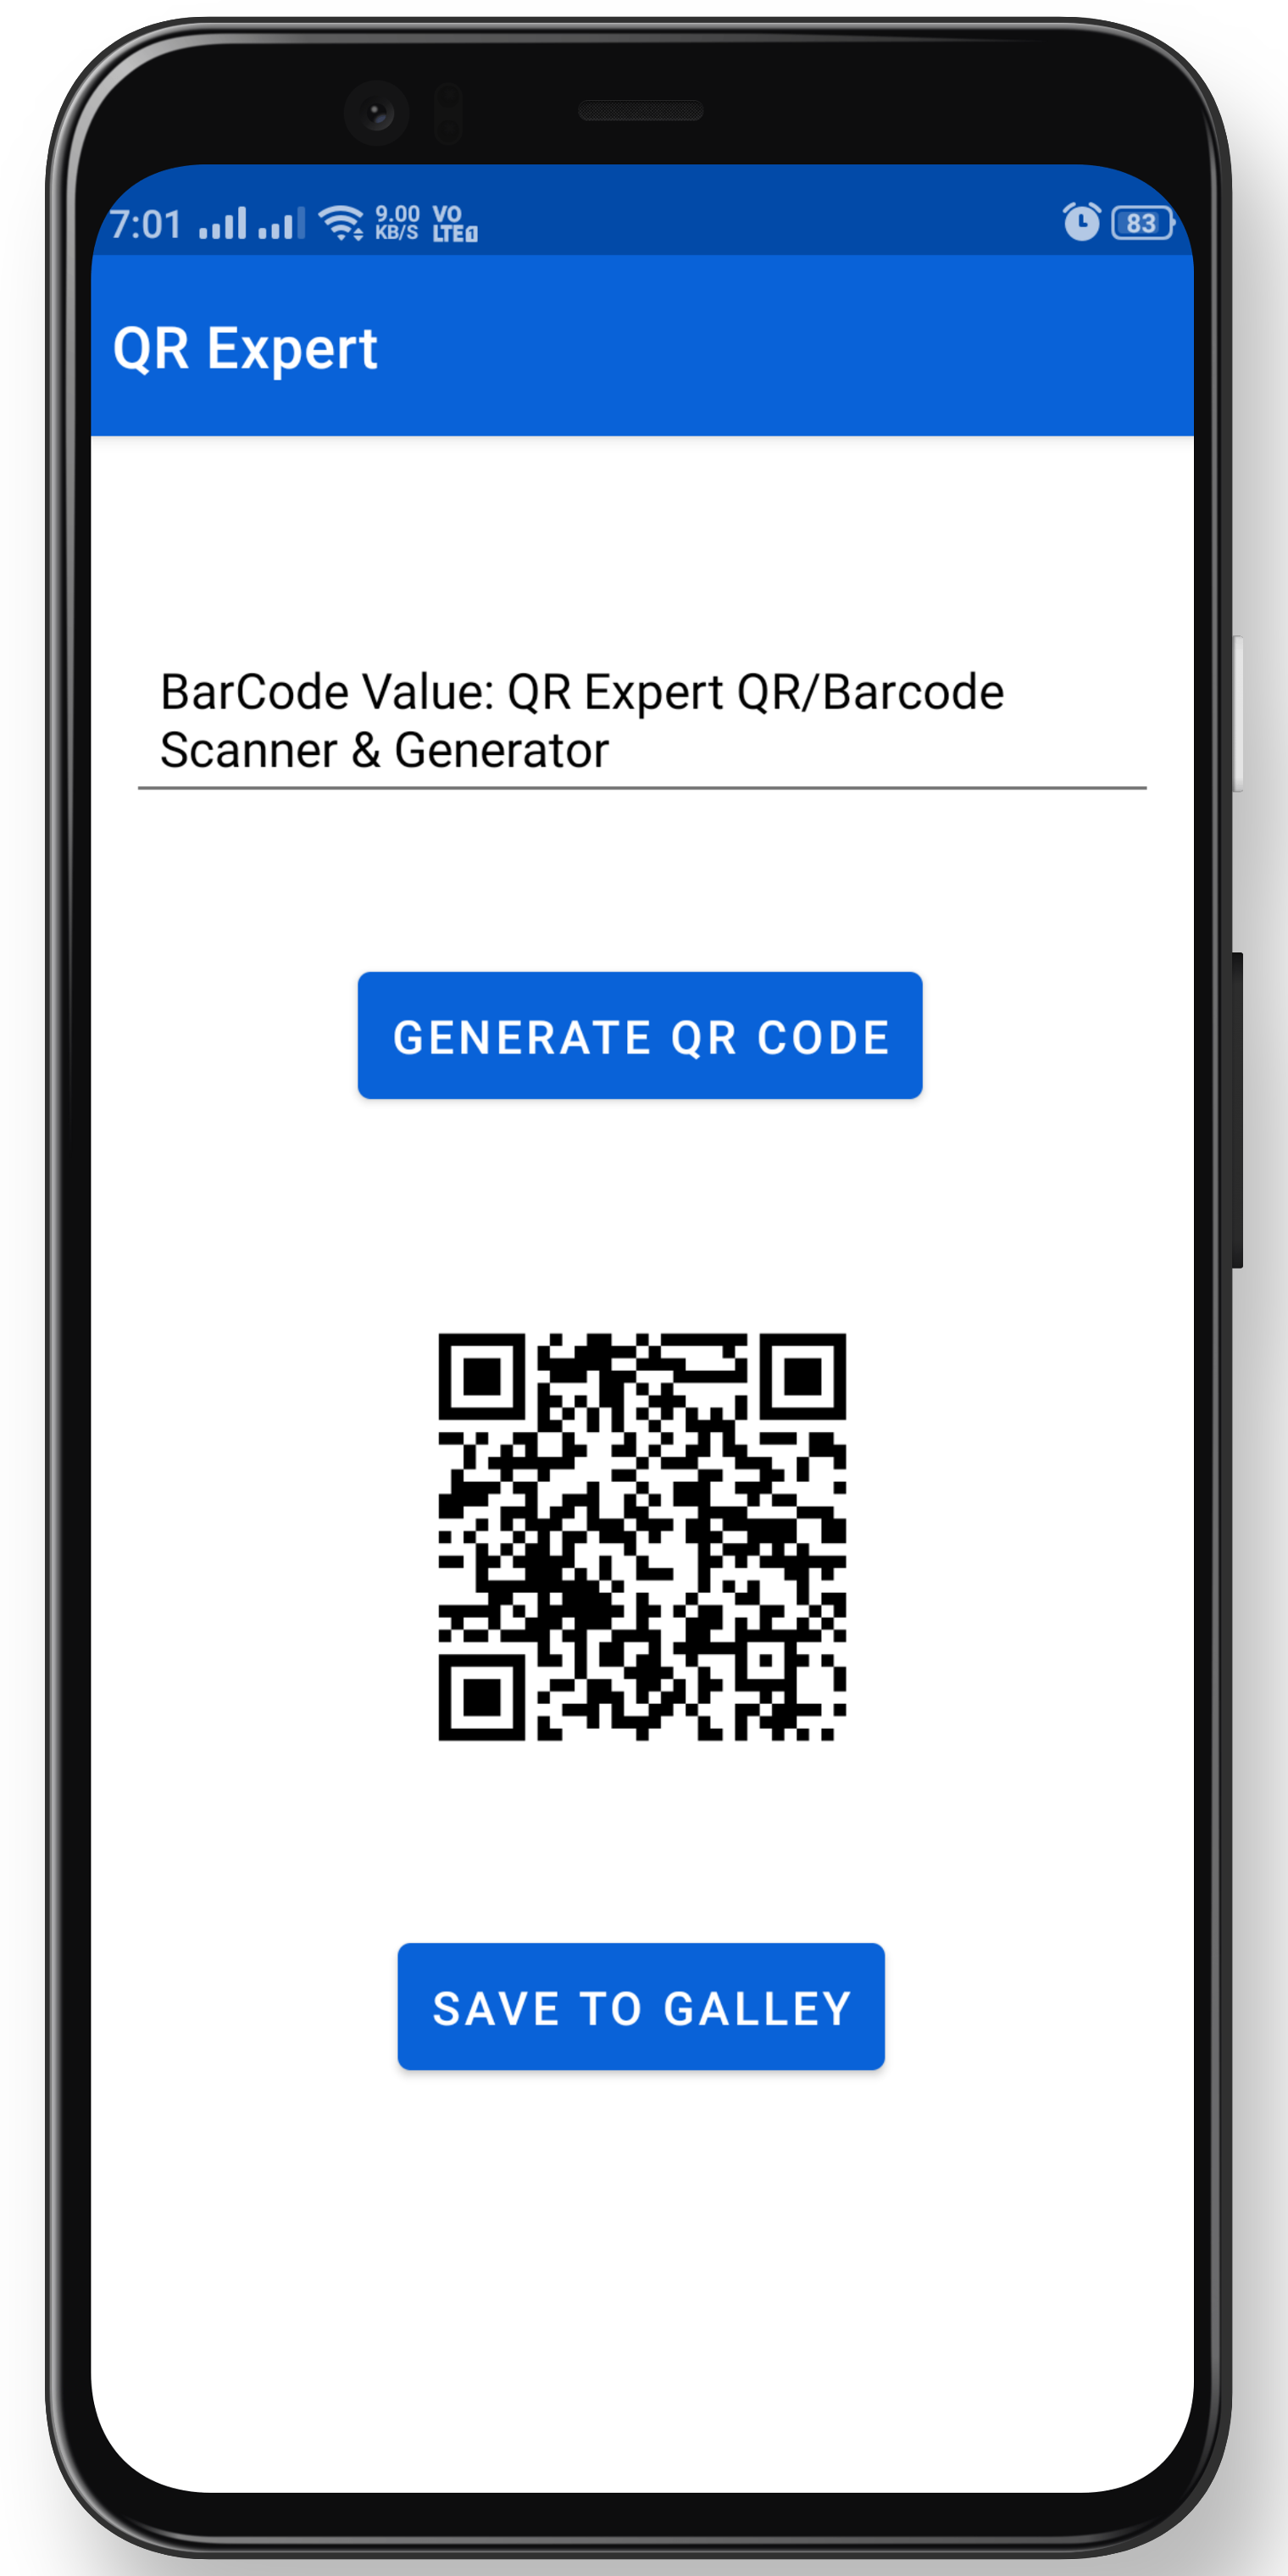 7:01 9.00 KB/S VO LTE 1 83
QR Expert
BarCode Value: QR Expert QR/Barcode
Scanner & Generator
GENERATE QR CODE
SAVE TO GALLEY